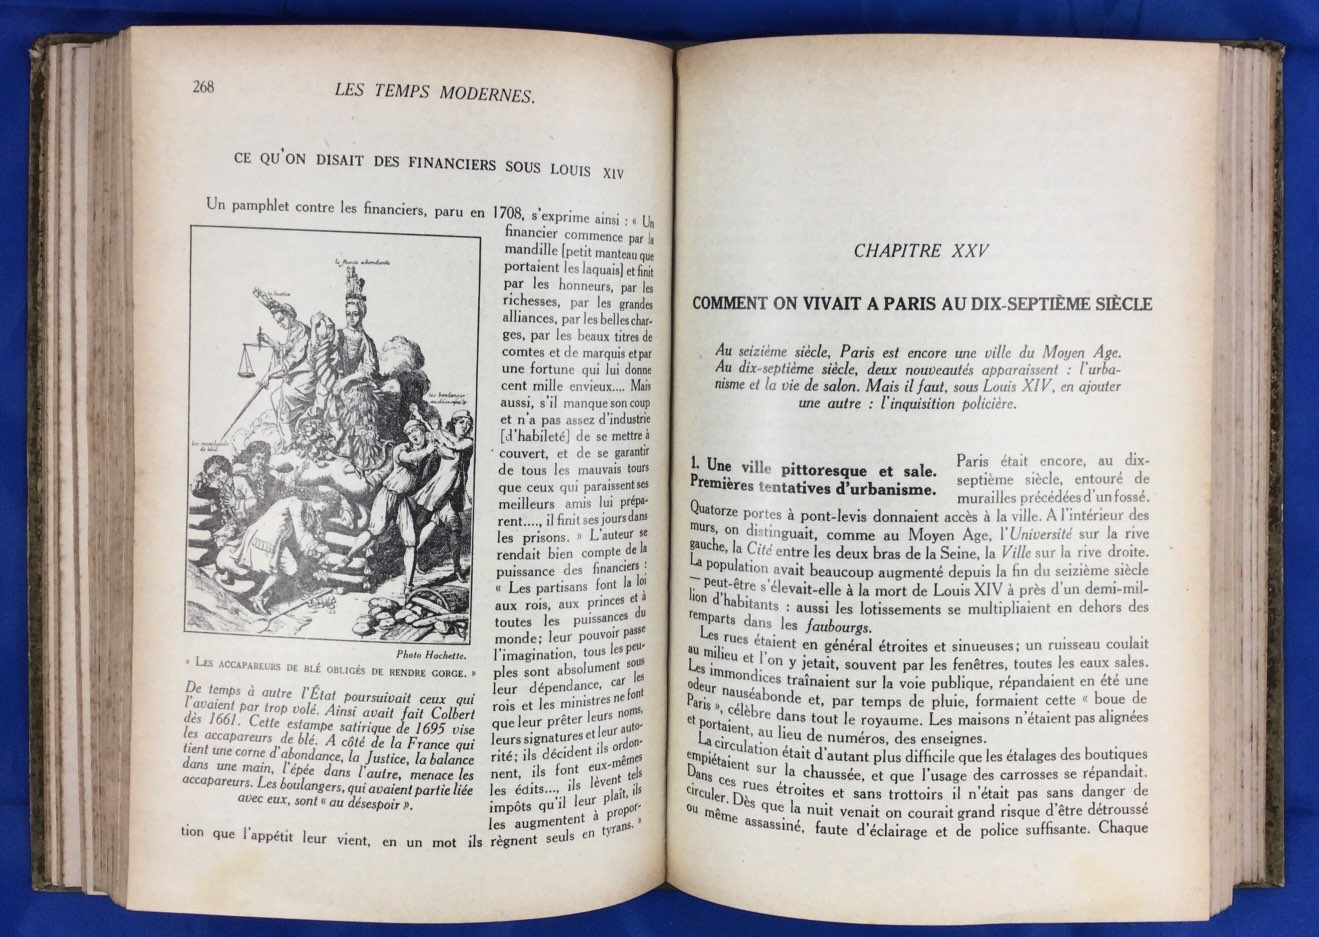 268
LES TEMPS MODERNES.
CE QU'ON DISAIT DES FINANCIERS SOUS LOUIS XIV
Un pamphlet contre les financiers, paru en 1708, s'exprime ainsi : « Un
financier commence par la
mandille [petit manteau que
portaient les laquais] et finit
par les honneurs, par les
richesses, par les grandes
alliances, par les belles char-
ges, par les beaux titres de
comtes et de marquis et par
une fortune qui lui donne
cent mille envieux.... Mais
aussi, s'il manque son coup
et n'a pas assez d'industrie
[d'habileté] de se mettre à
couvert, et de se garantir
de tous les mauvais tours
que ceux qui paraissent ses
meilleurs amis lui prépa-
rent...., il finit ses jours dans
les prisons. » L'auteur se
rendait bien compte de la
puissance des financiers :
« Les partisans font la loi
aux rois, aux princes et à
toutes les puissances du
monde; leur pouvoir passe
l'imagination, tous les peu-
ples sont absolument sous
leur dépendance, car les
rois et les ministres ne font
que leur prêter leurs noms,
leurs signatures et leur auto-
rité; ils décident ils ordon-
nent, ils font eux-mêmes
les édits..., ils lèvent tels
impôts qu'il leur plaît, ils
les augmentent à propor-
tion que l'appétit leur vient, en un mot ils règnent seuls en tyrans. »
la france abondante
la Justice
les boulangers
au désespoir
les marchands
de blé
Photo Hachette.
« LES ACCAPAREURS DE BLÉ OBLIGÉS DE RENDRE GORGE. »
De temps à autre l'État poursuivait ceux qui
l'avaient par trop volé. Ainsi avait fait Colbert
dès 1661. Cette estampe satirique de 1695 vise
les accapareurs de blé. A côté de la France qui
tient une corne d'abondance, la Justice, la balance
dans une main, l'épée dans l'autre, menace les
accapareurs. Les boulangers, qui avaient partie liée
avec eux, sont « au désespoir ».
CHAPITRE XXV
COMMENT ON VIVAIT A PARIS AU DIX-SEPTIÈME SIÈCLE
Au seizième siècle, Paris est encore une ville du Moyen Age.
Au dix-septième siècle, deux nouveautés apparaissent : l'urba-
nisme et la vie de salon. Mais il faut, sous Louis XIV, en ajouter
une autre : l'inquisition policière.
1. Une ville pittoresque et sale.
Premières tentatives d'urbanisme.
Paris était encore, au dix-
septième siècle, entouré de
murailles précédées d'un fossé.
Quatorze portes à pont-levis donnaient accès à la ville. A l'intérieur des
murs, on distinguait, comme au Moyen Age, l'Université sur la rive
gauche, la Cité entre les deux bras de la Seine, la Ville sur la rive droite.
La population avait beaucoup augmenté depuis la fin du seizième siècle
— peut-être s'élevait-elle à la mort de Louis XIV à près d'un demi-mil-
lion d'habitants : aussi les lotissements se multipliaient en dehors des
remparts dans les faubourgs.
Les rues étaient en général étroites et sinueuses; un ruisseau coulait
au milieu et l'on y jetait, souvent par les fenêtres, toutes les eaux sales.
Les immondices traînaient sur la voie publique, répandaient en été une
odeur nauséabonde et, par temps de pluie, formaient cette « boue de
Paris », célèbre dans tout le royaume. Les maisons n'étaient pas alignées
et portaient, au lieu de numéros, des enseignes.
La circulation était d'autant plus difficile que les étalages des boutiques
empiétaient sur la chaussée, et que l'usage des carrosses se répandait.
Dans ces rues étroites et sans trottoirs il n'était pas sans danger de
circuler. Dès que la nuit venait on courait grand risque d'être détroussé
ou même assassiné, faute d'éclairage et de police suffisante. Chaque